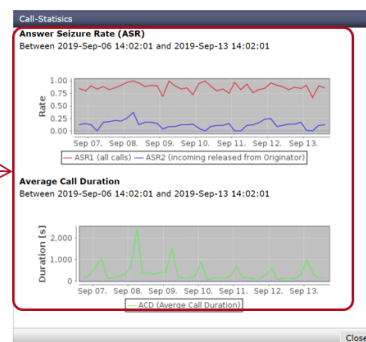 Call-Statisics
Answer Seizure Rate (ASR)
Between 2019-Sep-06 14:02:01 and 2019-Sep-13 14:02:01
1.00
0.75
0.50
0.25
0.00
Rate
Sep 07. Sep 08. Sep 09. Sep 10. Sep 11. Sep 12. Sep 13.
ASR1 (all calls) ASR2 (incoming released from Originator)
Average Call Duration
Between 2019-Sep-06 14:02:01 and 2019-Sep-13 14:02:01
2,000
1,000
0
Duration [s]
Sep 07. Sep 08. Sep 09. Sep 10. Sep 11. Sep 12. Sep 13.
ACD (Averge Call Duration)
Close